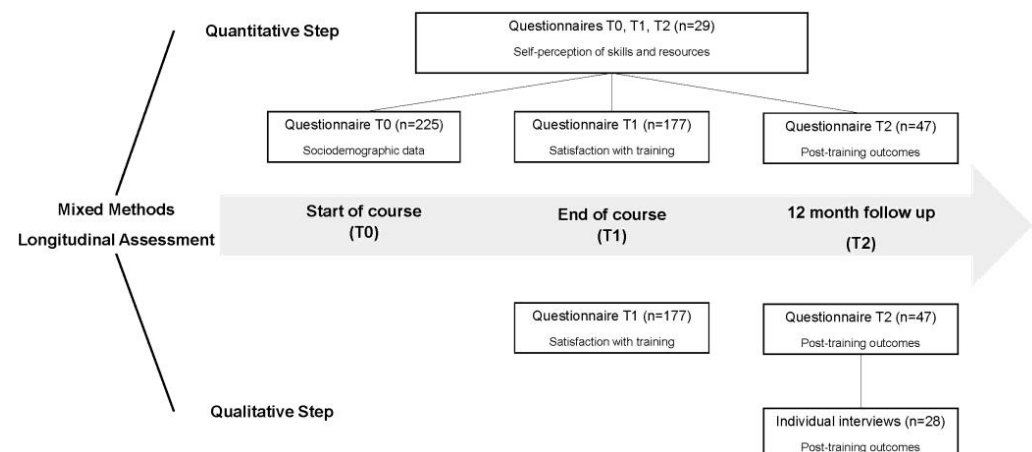 Quantitative Step
Questionnaires T0, T1, T2 (n=29)
Self-perception of skills and resources
Questionnaire T0 (n=225)
Sociodemographic data
Questionnaire T1 (n=177)
Satisfaction with training
Questionnaire T2 (n=47)
Post-training outcomes
Mixed Methods
Longitudinal Assessment
Start of course
(T0)
End of course
(T1)
12 month follow up
(T2)
Questionnaire T1 (n=177)
Satisfaction with training
Questionnaire T2 (n=47)
Post-training outcomes
Qualitative Step
Individual interviews (n=28)
Post-training outcomes